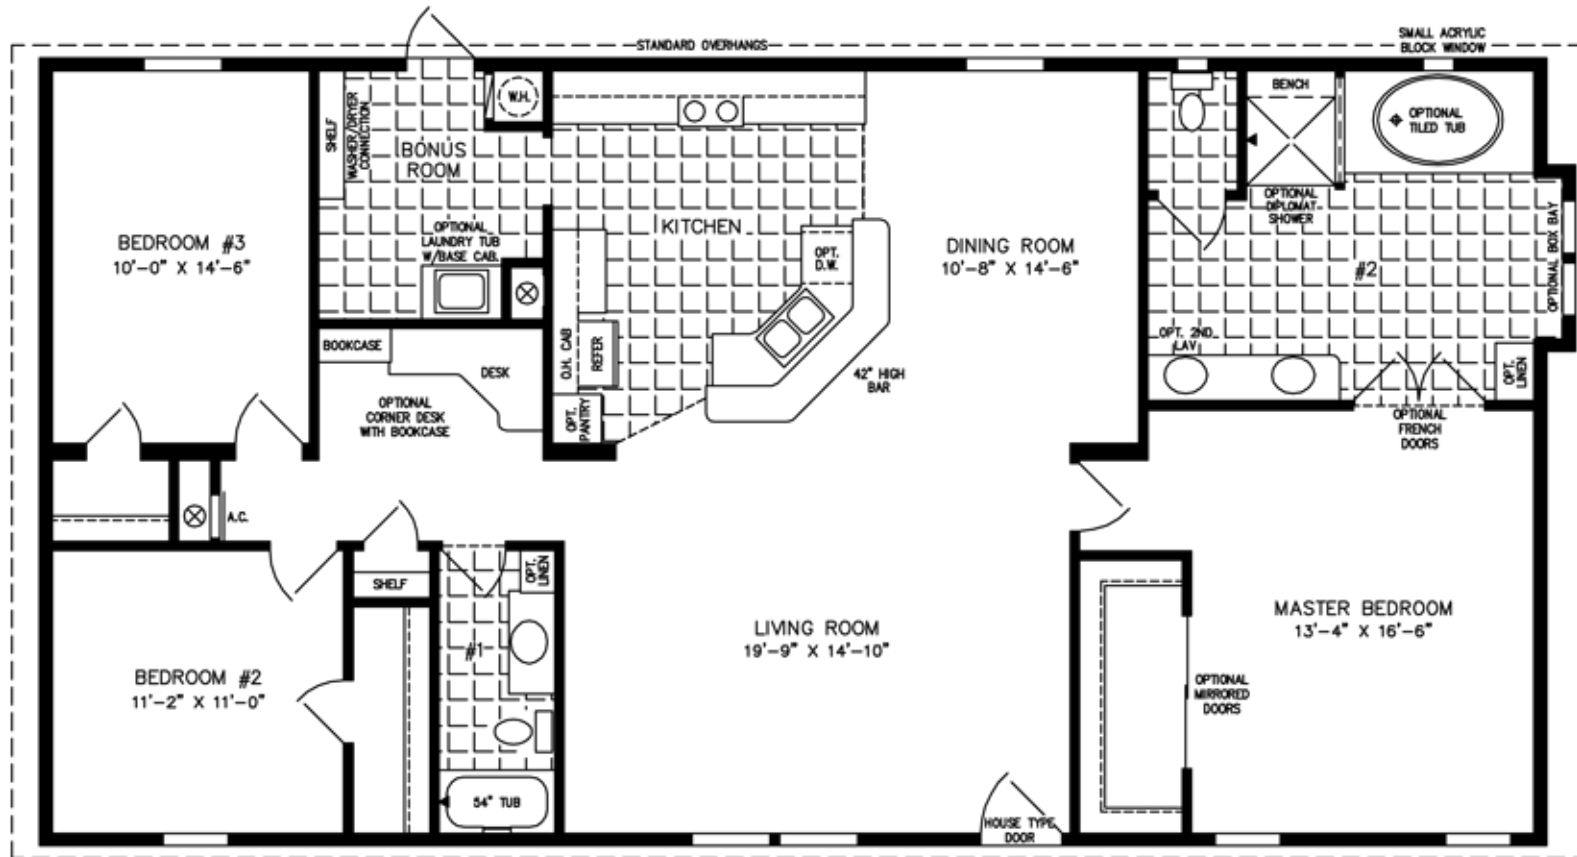 STANDARD OVERHANGS
SMALL ACRYLIC
BLOCK WINDOW
SHELF
WASHER/DRYER
CONNECTION
W.H.
BONUS
ROOM
BENCH
OPTIONAL
TILED TUB
OPTIONAL
DIPLOMAT
SHOWER
OPTIONAL BOX BAY
BEDROOM #3
10'-0" X 14'-6"
OPTIONAL
LAUNDRY TUB
W/BASE CAB.
KITCHEN
OPT.
D.W.
DINING ROOM
10'-8" X 14'-6"
#2
OPT. 2ND
LAV
BOOKCASE
DESK
O.H. CAB
REFER
42" HIGH
BAR
OPT.
LINEN
OPTIONAL
CORNER DESK
WITH BOOKCASE
OPT.
PANTRY
OPTIONAL
FRENCH
DOORS
A.C.
SHELF
OPT.
LINEN
#1
BEDROOM #2
11'-2" X 11'-0"
LIVING ROOM
19'-9" X 14'-10"
MASTER BEDROOM
13'-4" X 16'-6"
OPTIONAL
MIRRORED
DOORS
54" TUB
HOUSE TYPE
DOOR